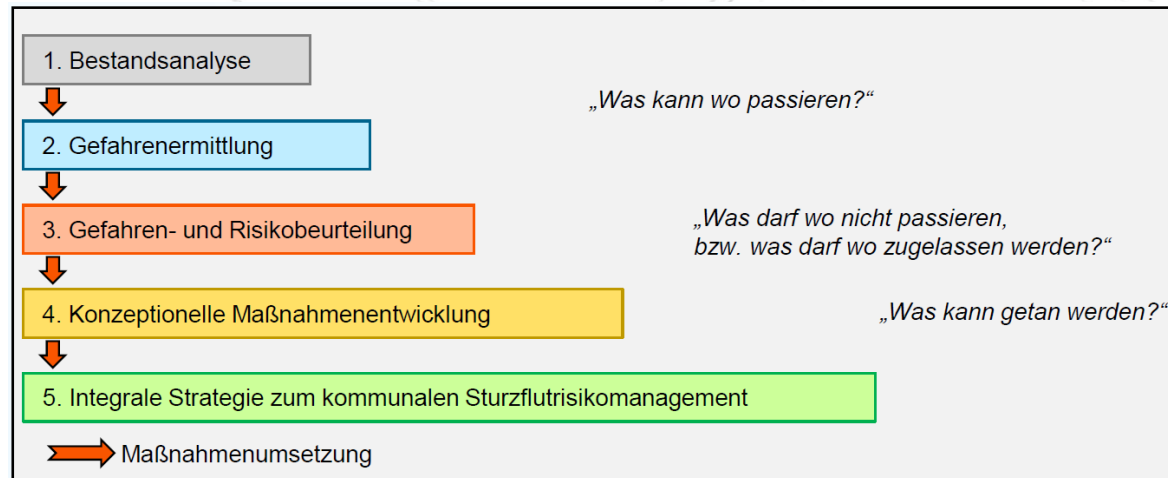 1. Bestandsanalyse
„Was kann wo passieren?“
2. Gefahrenermittlung
3. Gefahren- und Risikobeurteilung
„Was darf wo nicht passieren,
bzw. was darf wo zugelassen werden?“
4. Konzeptionelle Maßnahmenentwicklung
„Was kann getan werden?“
5. Integrale Strategie zum kommunalen Sturzflutrisikomanagement
Maßnahmenumsetzung